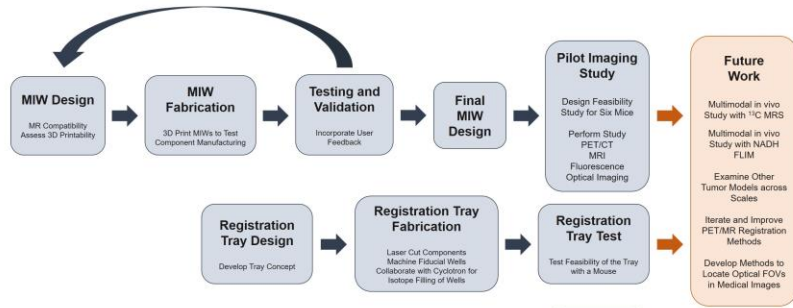 MIW Design
MR Compatibility
Assess 3D Printability
MIW
Fabrication
3D Print MIWs to Test
Component Manufacturing
Testing and
Validation
Incorporate User
Feedback
Final
MIW
Design
Pilot Imaging
Study
Design Feasibility
Study for Six Mice
Perform Study
PET/CT
MRI
Fluorescence
Optical Imaging
Future
Work
Multimodal in vivo
Study with ¹³C MRS
Multimodal in vivo
Study with NADH
FLIM
Examine Other
Tumor Models across
Scales
Iterate and Improve
PET/MR Registration
Methods
Develop Methods to
Locate Optical FOVs
in Medical Images
Registration
Tray Design
Develop Tray Concept
Registration Tray
Fabrication
Laser Cut Components
Machine Fiducial Wells
Collaborate with Cyclotron for
Isotope Filling of Wells
Registration
Tray Test
Test Feasibility of the Tray
with a Mouse